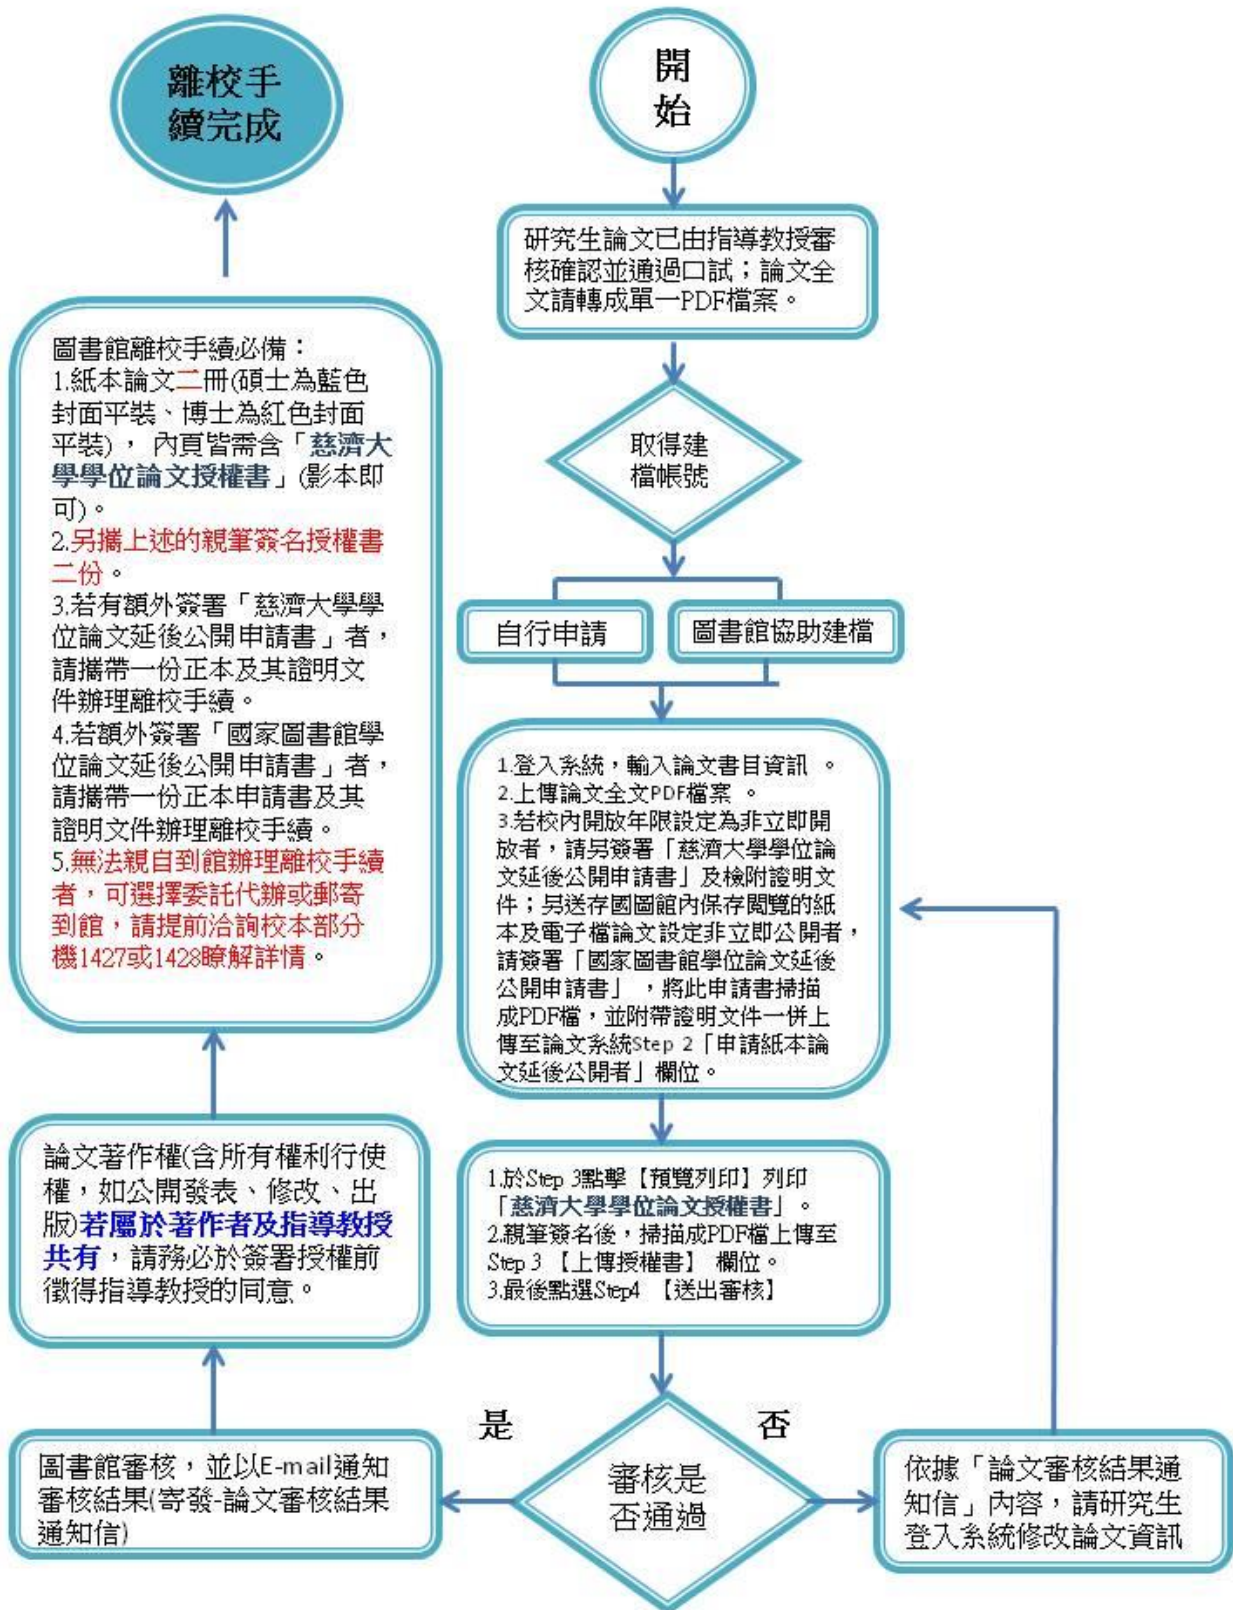 開
始
研究生論文已由指導教授審
核確認並通過口試；論文全
文請轉成單一PDF檔案。
取得建
檔帳號
自行申請
圖書館協助建檔
1.登入系統，輸入論文書目資訊 。
2.上傳論文全文PDF檔案 。
3.若校內開放年限設定為非立即開
放者，請另簽署「慈濟大學學位論
文延後公開申請書」及檢附證明文
件；另送存國圖館內保存閱覽的紙
本及電子檔論文設定非立即公開者，
請簽署「國家圖書館學位論文延後
公開申請書」 ，將此申請書掃描
成PDF檔，並附帶證明文件一併上
傳至論文系統Step 2「申請紙本論
文延後公開者」欄位。
1.於Step 3點擊【預覽列印】列印
「慈濟大學學位論文授權書」。
2.親筆簽名後，掃描成PDF檔上傳至
Step 3 【上傳授權書】 欄位。
3.最後點選Step4 【送出審核】
審核是
否通過
是
否
依據「論文審核結果通
知信」內容，請研究生
登入系統修改論文資訊
圖書館審核，並以E-mail通知
審核結果(寄發-論文審核結果
通知信)
論文著作權(含所有權利行使
權，如公開發表、修改、出
版)若屬於著作者及指導教授
共有，請務必於簽署授權前
徵得指導教授的同意。
圖書館離校手續必備：
1.紙本論文二冊(碩士為藍色
封面平裝、博士為紅色封面
平裝)， 內頁皆需含「慈濟大
學學位論文授權書」(影本即
可)。
2.另攜上述的親筆簽名授權書
二份。
3.若有額外簽署「慈濟大學學
位論文延後公開申請書」者，
請攜帶一份正本及其證明文
件辦理離校手續。
4.若額外簽署「國家圖書館學
位論文延後公開申請書」者，
請攜帶一份正本申請書及其
證明文件辦理離校手續。
5.無法親自到館辦理離校手續
者，可選擇委託代辦或郵寄
到館，請提前洽詢校本部分
機1427或1428瞭解詳情。
離校手
續完成